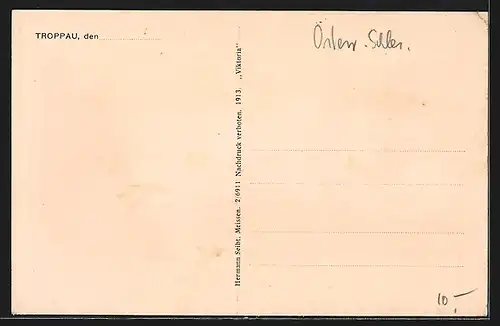 TROPPAU, den
Österr. Schles.
Hermann Seibt, Meissen. 2/6911 Nachdruck verboten. 1913. „Viktoria“
10,-